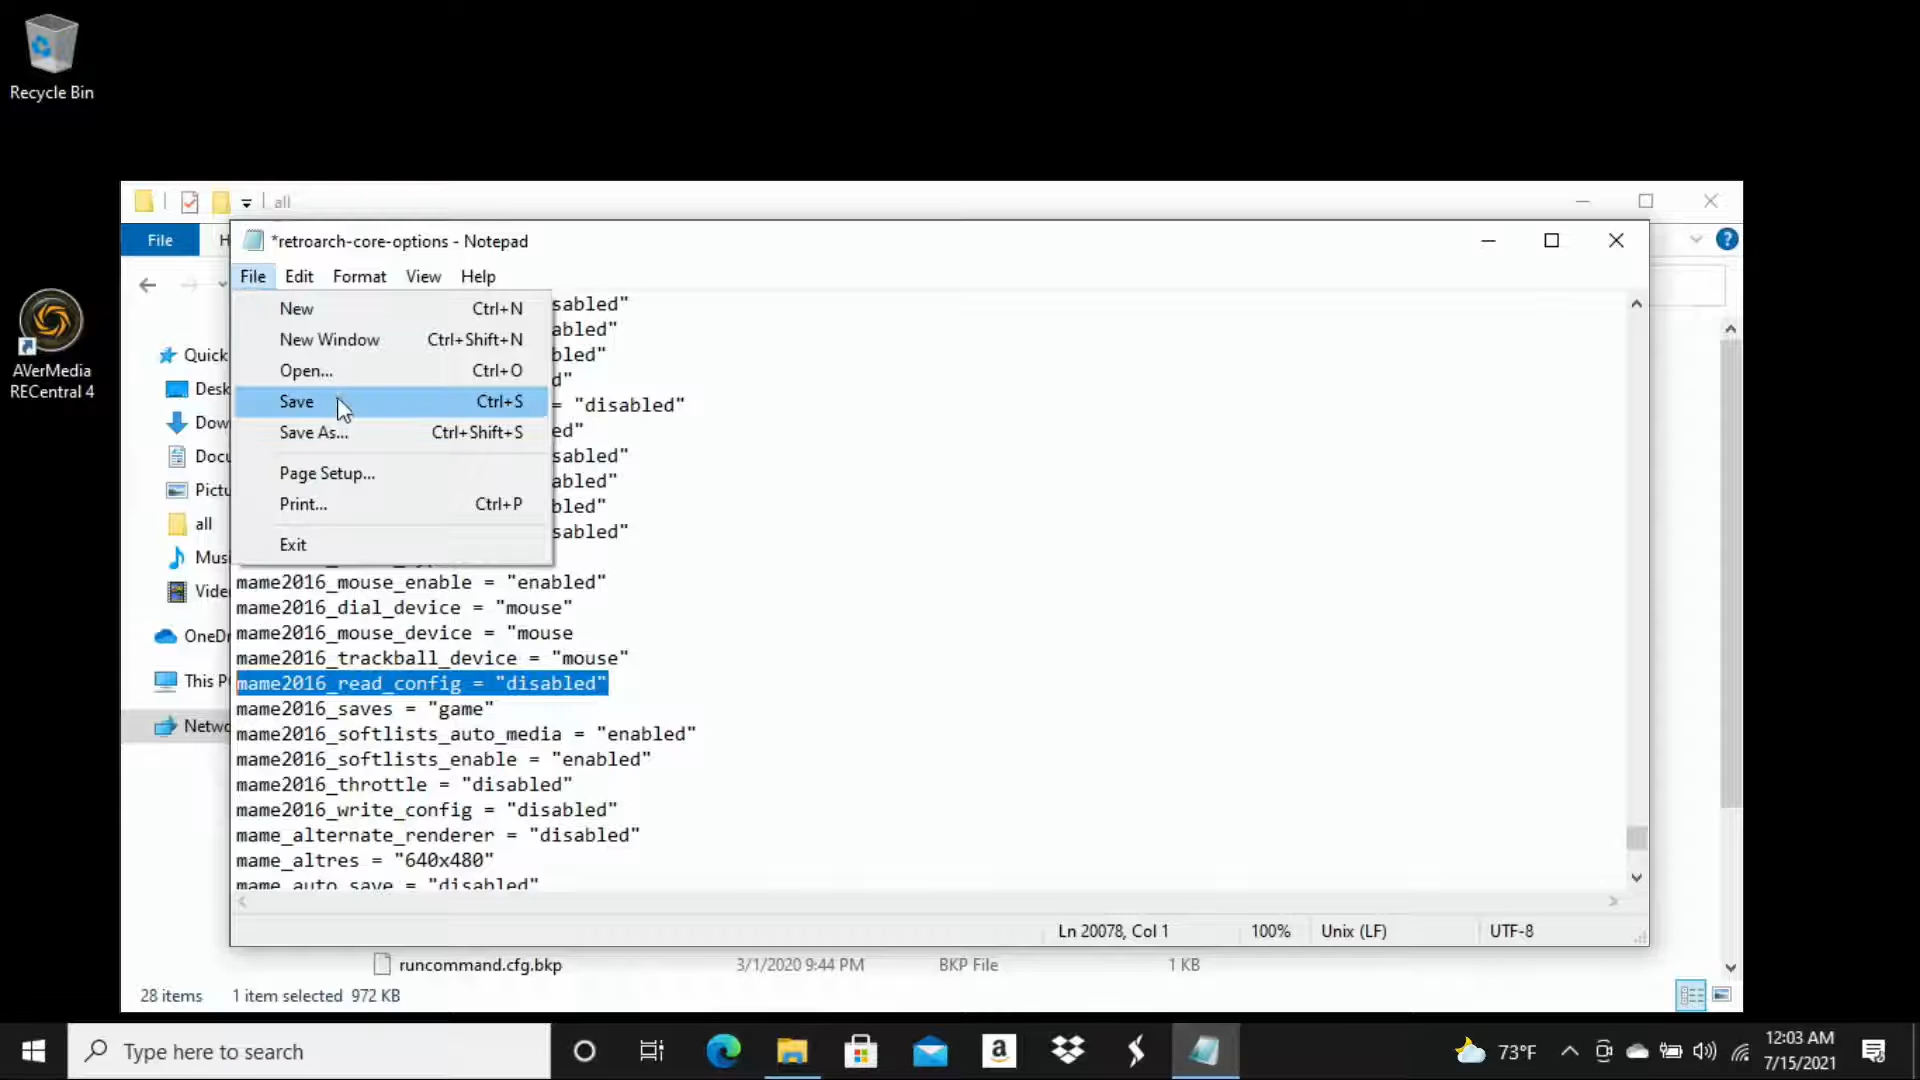 Recycle Bin
AVerMedia
RECentral 4
all
File
H
*retroarch-core-options - Notepad
File Edit Format View Help
New Ctrl+N
New Window Ctrl+Shift+N
Open... Ctrl+O
Save Ctrl+S
Save As... Ctrl+Shift+S
Page Setup...
Print... Ctrl+P
Exit
sabled"
abled"
bled"
d"
= "disabled"
ed"
sabled"
abled"
bled"
sabled"
mame2016_mouse_enable = "enabled"
mame2016_dial_device = "mouse"
mame2016_mouse_device = "mouse
mame2016_trackball_device = "mouse"
mame2016_read_config = "disabled"
mame2016_saves = "game"
mame2016_softlists_auto_media = "enabled"
mame2016_softlists_enable = "enabled"
mame2016_throttle = "disabled"
mame2016_write_config = "disabled"
mame_alternate_renderer = "disabled"
mame_altres = "640x480"
mame_auto_save = "disabled"
Ln 20078, Col 1 100% Unix (LF) UTF-8
Quick
Desk
Dow
Docu
Pictu
all
Musi
Video
OneDr
This P
Netwo
runcommand.cfg.bkp 3/1/2020 9:44 PM BKP File 1 KB
28 items 1 item selected 972 KB
Type here to search
73°F
12:03 AM
7/15/2021